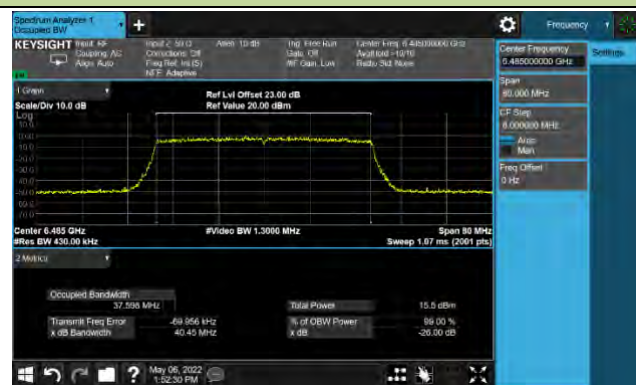 Spectrum Analyzer 1
Occupied BW
+
Frequency
KEYSIGHT Input: RF
Coupling: AC
Align: Auto
Input Z: 50 Ω
Corrections: Off
Freq Ref: Int (S)
NFE: Adaptive
Atten: 10 dB
Trig: Free Run
Gate: Off
#IF Gain: Low
Center Freq: 6.485000000 GHz
Avg|Hold: >10/10
Radio Std: None
Center Frequency
6.485000000 GHz
Settings
Span
80.000 MHz
CF Step
8.000000 MHz
Auto
Man
Freq Offset
0 Hz
1 Graph
Scale/Div 10.0 dB
Ref Lvl Offset 23.00 dB
Ref Value 20.00 dBm
Log
Center 6.485 GHz
#Res BW 430.00 kHz
#Video BW 1.3000 MHz
Span 80 MHz
Sweep 1.07 ms (2001 pts)
2 Metrics
Occupied Bandwidth
37.598 MHz
Total Power 15.5 dBm
Transmit Freq Error -69.956 kHz
% of OBW Power 99.00 %
x dB Bandwidth 40.45 MHz
x dB -26.00 dB
? May 06, 2022
1:52:30 PM